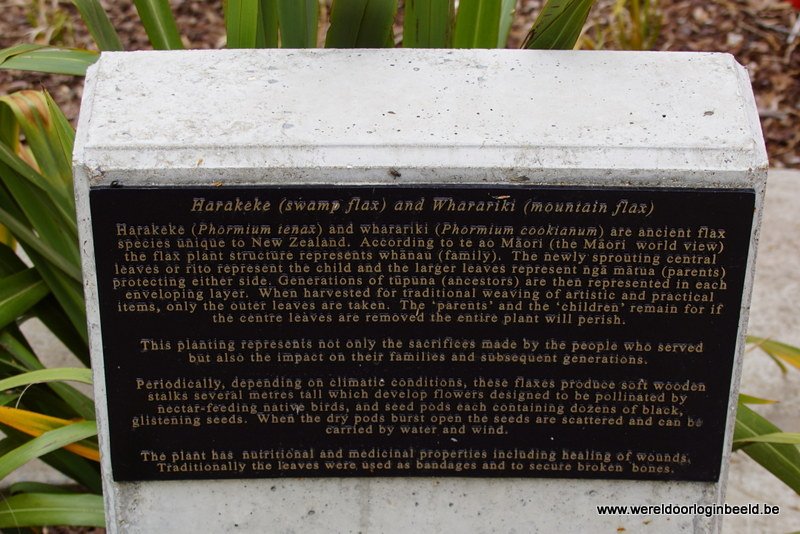 Harakeke (swamp flax) and Wharariki (mountain flax)
Harakeke (Phormium tenax) and wharariki (Phormium cookianum) are ancient flax
species unique to New Zealand. According to te ao Māori (the Māori world view)
the flax plant structure represents whānau (family). The newly sprouting central
leaves or rito represent the child and the larger leaves represent ngā mātua (parents)
protecting either side. Generations of tūpuna (ancestors) are then represented in each
enveloping layer. When harvested for traditional weaving of artistic and practical
items, only the outer leaves are taken. The 'parents' and the 'children' remain for if
the centre leaves are removed the entire plant will perish.
This planting represents not only the sacrifices made by the people who served
but also the impact on their families and subsequent generations.
Periodically, depending on climatic conditions, these flaxes produce soft wooden
stalks several metres tall which develop flowers designed to be pollinated by
nectar-feeding native birds, and seed pods each containing dozens of black,
glistening seeds. When the dry pods burst open the seeds are scattered and can be
carried by water and wind.
The plant has nutritional and medicinal properties including healing of wounds.
Traditionally the leaves were used as bandages and to secure broken bones.
www.wereldoorloginbeeld.be